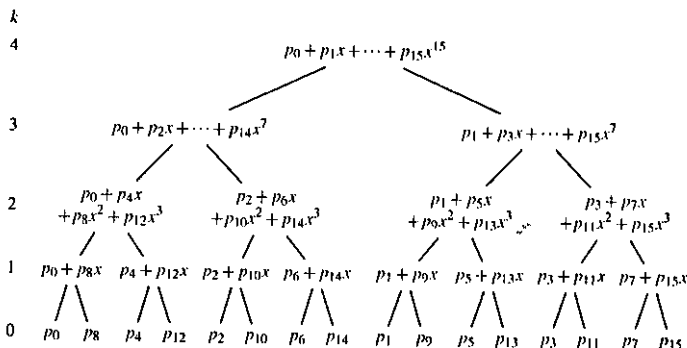 k
4 p₀ + p₁x + ⋯ + p₁₅x¹⁵
3 p₀ + p₂x + ⋯ + p₁₄x⁷ p₁ + p₃x + ⋯ + p₁₅x⁷
p₀ + p₄x p₂ + p₆x p₁ + p₅x p₃ + p₇x
2 + p₈x² + p₁₂x³ + p₁₀x² + p₁₄x³ + p₉x² + p₁₃x³ + p₁₁x² + p₁₅x³
1 p₀ + p₈x p₄ + p₁₂x p₂ + p₁₀x p₆ + p₁₄x p₁ + p₉x p₅ + p₁₃x p₃ + p₁₁x p₇ + p₁₅x
0 p₀ p₈ p₄ p₁₂ p₂ p₁₀ p₆ p₁₄ p₁ p₉ p₅ p₁₃ p₃ p₁₁ p₇ p₁₅